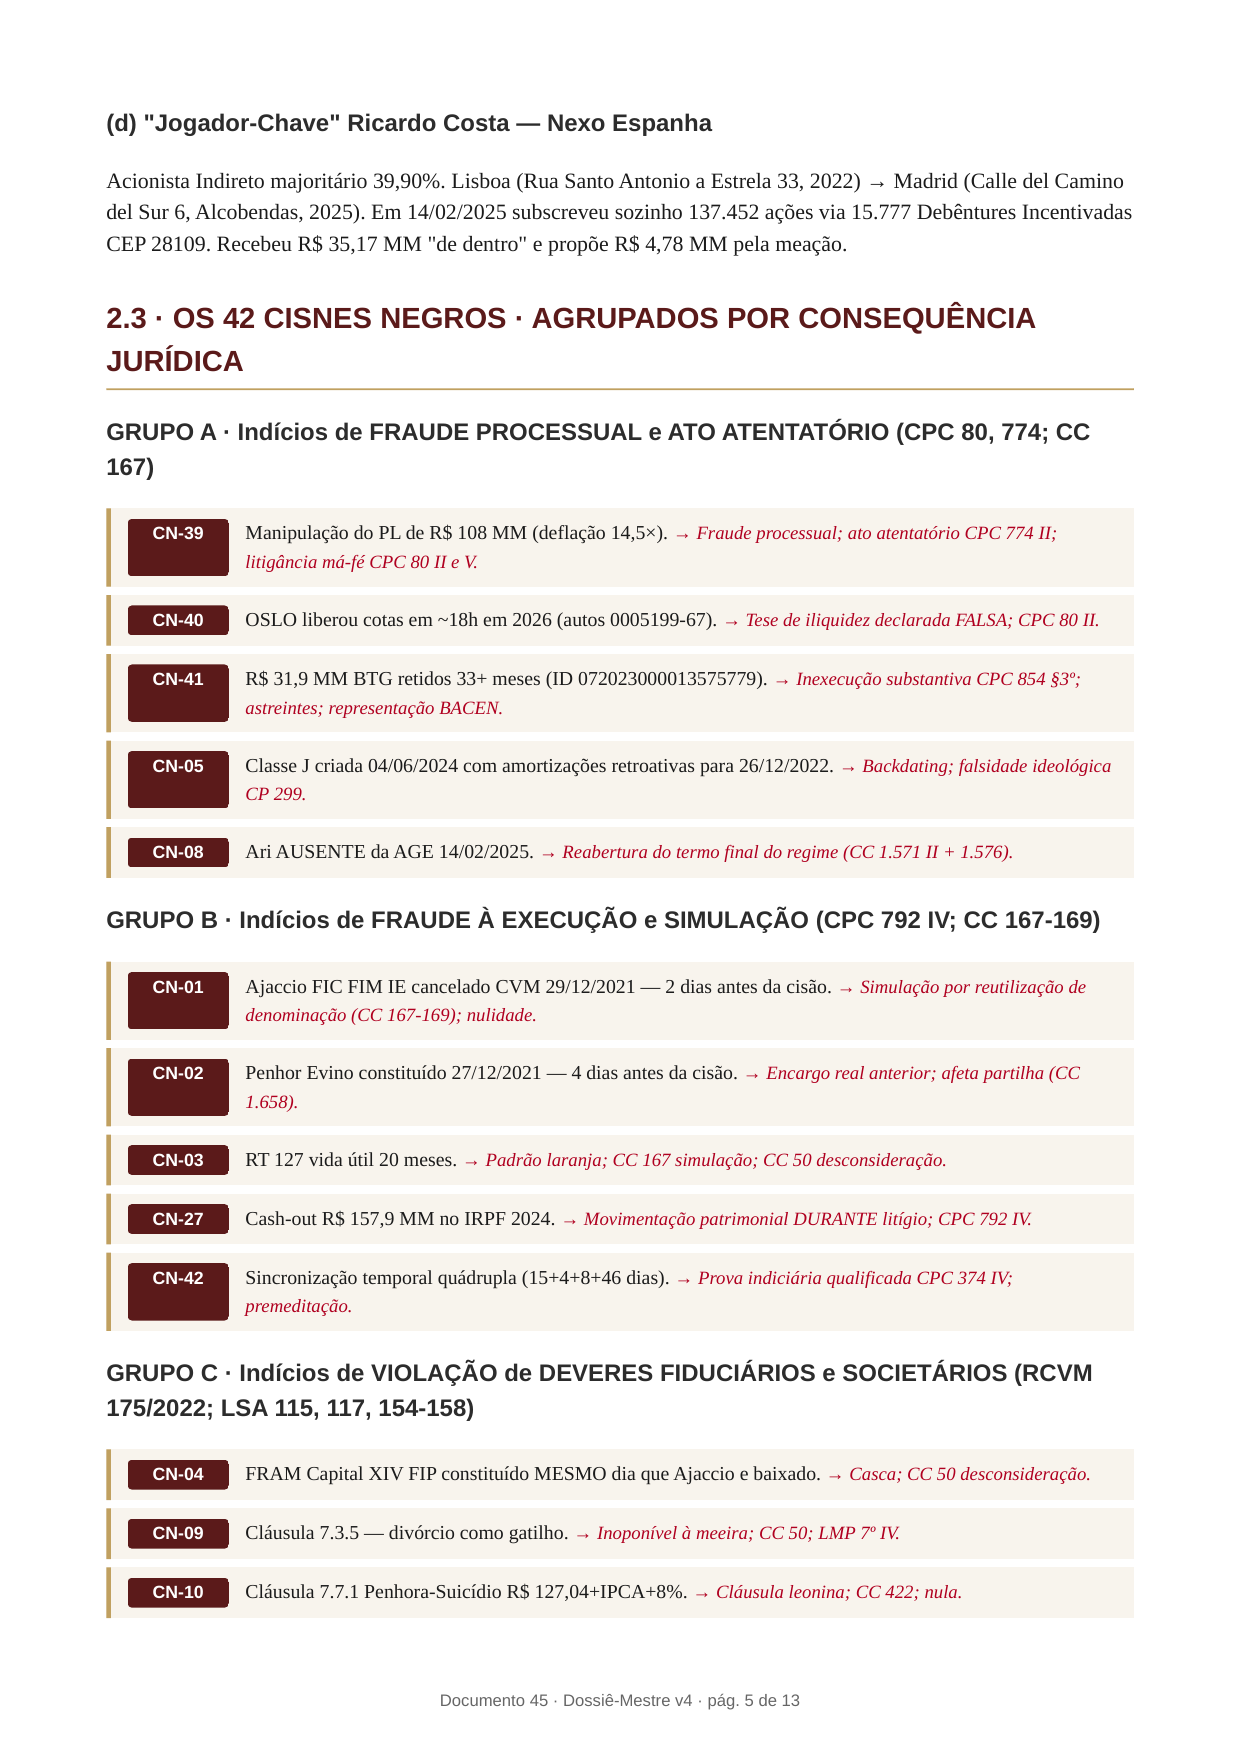 (d) "Jogador-Chave" Ricardo Costa — Nexo Espanha
Acionista Indireto majoritário 39,90%. Lisboa (Rua Santo Antonio a Estrela 33, 2022) → Madrid (Calle del Camino
del Sur 6, Alcobendas, 2025). Em 14/02/2025 subscreveu sozinho 137.452 ações via 15.777 Debêntures Incentivadas
CEP 28109. Recebeu R$ 35,17 MM "de dentro" e propõe R$ 4,78 MM pela meação.
2.3 · OS 42 CISNES NEGROS · AGRUPADOS POR CONSEQUÊNCIA
JURÍDICA
GRUPO A · Indícios de FRAUDE PROCESSUAL e ATO ATENTATÓRIO (CPC 80, 774; CC
167)
CN-39 Manipulação do PL de R$ 108 MM (deflação 14,5×). → Fraude processual; ato atentatório CPC 774 II;
litigância má-fé CPC 80 II e V.
CN-40 OSLO liberou cotas em ~18h em 2026 (autos 0005199-67). → Tese de iliquidez declarada FALSA; CPC 80 II.
CN-41 R$ 31,9 MM BTG retidos 33+ meses (ID 072023000013575779). → Inexecução substantiva CPC 854 §3º;
astreintes; representação BACEN.
CN-05 Classe J criada 04/06/2024 com amortizações retroativas para 26/12/2022. → Backdating; falsidade ideológica
CP 299.
CN-08 Ari AUSENTE da AGE 14/02/2025. → Reabertura do termo final do regime (CC 1.571 II + 1.576).
GRUPO B · Indícios de FRAUDE À EXECUÇÃO e SIMULAÇÃO (CPC 792 IV; CC 167-169)
CN-01 Ajaccio FIC FIM IE cancelado CVM 29/12/2021 — 2 dias antes da cisão. → Simulação por reutilização de
denominação (CC 167-169); nulidade.
CN-02 Penhor Evino constituído 27/12/2021 — 4 dias antes da cisão. → Encargo real anterior; afeta partilha (CC
1.658).
CN-03 RT 127 vida útil 20 meses. → Padrão laranja; CC 167 simulação; CC 50 desconsideração.
CN-27 Cash-out R$ 157,9 MM no IRPF 2024. → Movimentação patrimonial DURANTE litígio; CPC 792 IV.
CN-42 Sincronização temporal quádrupla (15+4+8+46 dias). → Prova indiciária qualificada CPC 374 IV;
premeditação.
GRUPO C · Indícios de VIOLAÇÃO de DEVERES FIDUCIÁRIOS e SOCIETÁRIOS (RCVM
175/2022; LSA 115, 117, 154-158)
CN-04 FRAM Capital XIV FIP constituído MESMO dia que Ajaccio e baixado. → Casca; CC 50 desconsideração.
CN-09 Cláusula 7.3.5 — divórcio como gatilho. → Inoponível à meeira; CC 50; LMP 7º IV.
CN-10 Cláusula 7.7.1 Penhora-Suicídio R$ 127,04+IPCA+8%. → Cláusula leonina; CC 422; nula.
Documento 45 · Dossiê-Mestre v4 · pág. 5 de 13